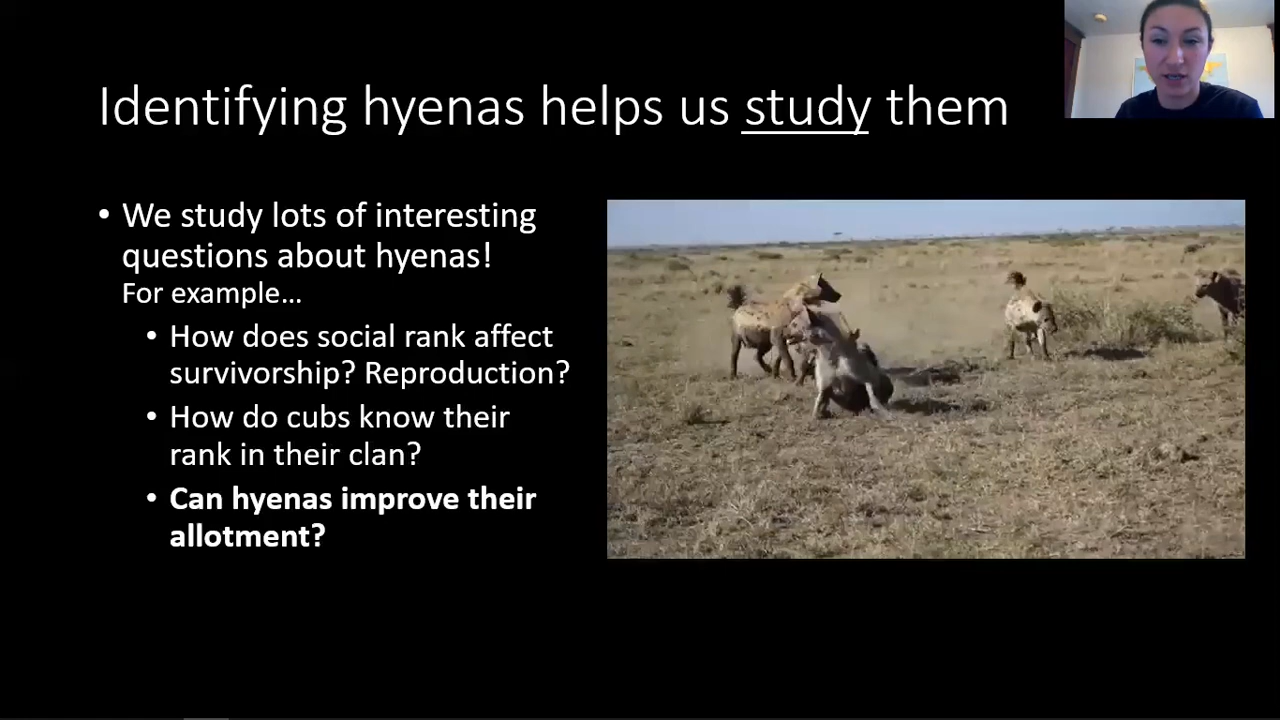 Identifying hyenas helps us study them
• We study lots of interesting
questions about hyenas!
For example...
• How does social rank affect
survivorship? Reproduction?
• How do cubs know their
rank in their clan?
• Can hyenas improve their
allotment?